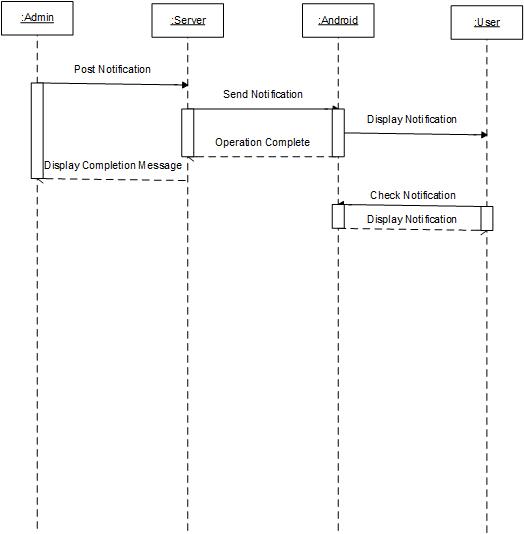 :Admin
:Server
:Android
:User
Post Notification
Send Notification
Display Notification
Operation Complete
Display Completion Message
Check Notification
Display Notification